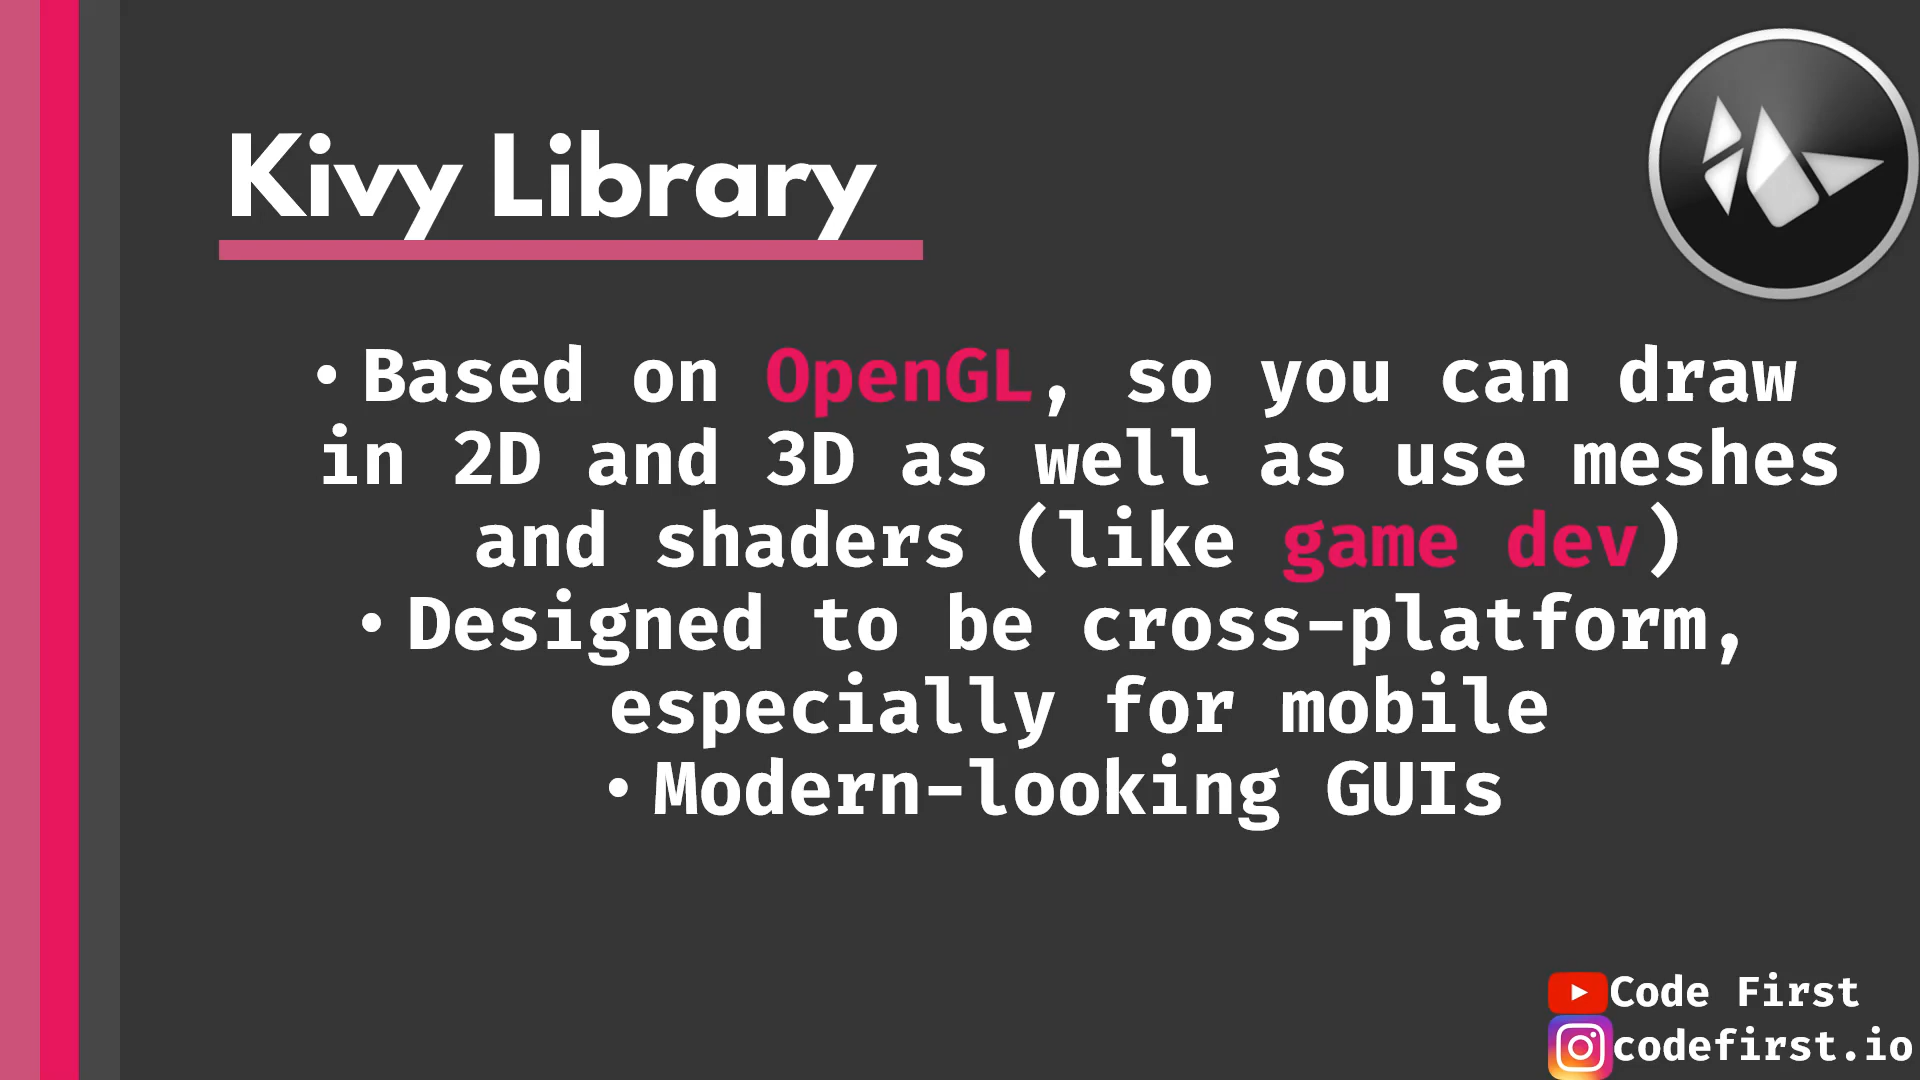 Kivy Library
• Based on OpenGL, so you can draw
in 2D and 3D as well as use meshes
and shaders (like game dev)
• Designed to be cross-platform,
especially for mobile
• Modern-looking GUIs
Code First
codefirst.io